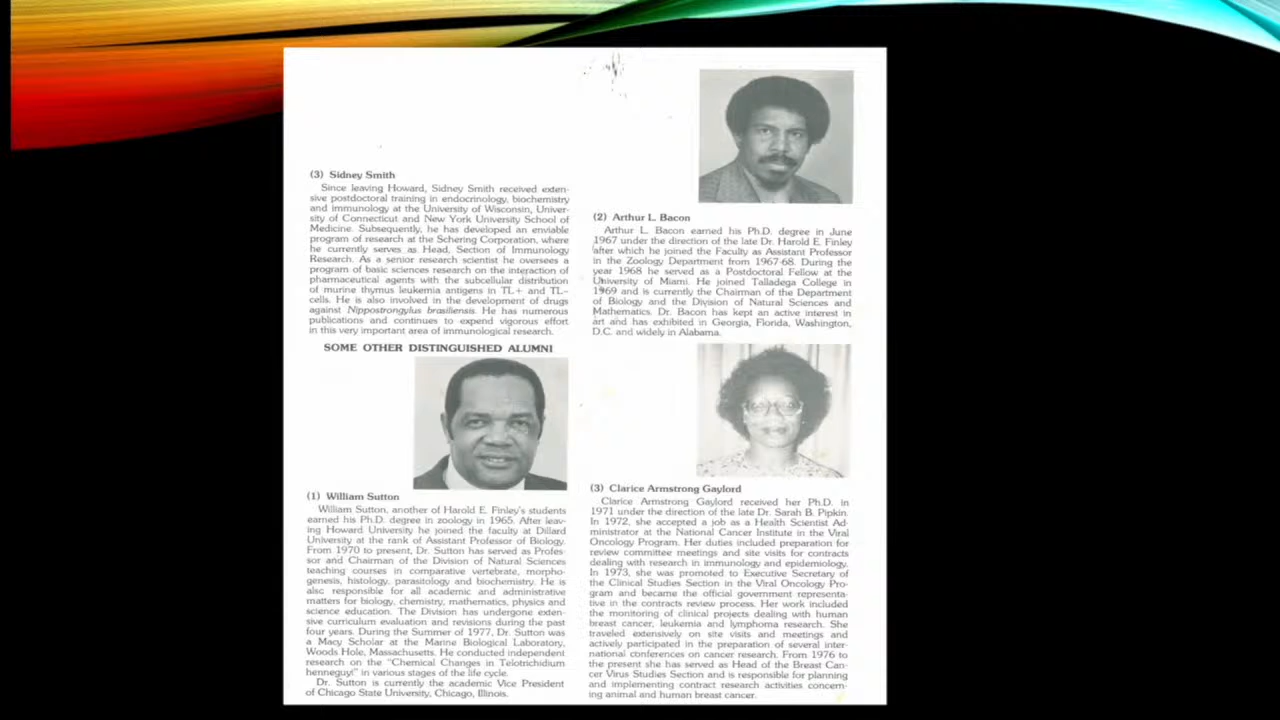 (3) Sidney Smith
Since leaving Howard, Sidney Smith received exten-
sive postdoctoral training in endocrinology, biochemistry
and immunology at the University of Wisconsin, Univer-
sity of Connecticut and New York University School of
Medicine. Subsequently, he has developed an enviable
program of research at the Schering Corporation, where
he currently serves as Head, Section of Immunology
Research. As a senior research scientist he oversees a
program of basic sciences research on the interaction of
pharmaceutical agents with the subcellular distribution
of murine thymus leukemia antigens in TL+ and TL-
cells. He is also involved in the development of drugs
against Nippostrongylus brasiliensis. He has numerous
publications and continues to expend vigorous effort
in this very important area of immunological research.
SOME OTHER DISTINGUISHED ALUMNI
(1) William Sutton
William Sutton, another of Harold E. Finley's students
earned his Ph.D. degree in zoology in 1965. After leav-
ing Howard University he joined the faculty at Dillard
University at the rank of Assistant Professor of Biology.
From 1970 to present, Dr. Sutton has served as Profes-
sor and Chairman of the Division of Natural Sciences
teaching courses in comparative vertebrate, morpho-
genesis, histology, parasitology and biochemistry. He is
also responsible for all academic and administrative
matters for biology, chemistry, mathematics, physics and
science education. The Division has undergone exten-
sive curriculum evaluation and revisions during the past
four years. During the Summer of 1977, Dr. Sutton was
a Macy Scholar at the Marine Biological Laboratory,
Woods Hole, Massachusetts. He conducted independent
research on the "Chemical Changes in Telotrichidium
henneguyi" in various stages of the life cycle.
Dr. Sutton is currently the academic Vice President
of Chicago State University, Chicago, Illinois.
(2) Arthur L. Bacon
Arthur L. Bacon earned his Ph.D. degree in June
1967 under the direction of the late Dr. Harold E. Finley
after which he joined the Faculty as Assistant Professor
in the Zoology Department from 1967-68. During the
year 1968 he served as a Postdoctoral Fellow at the
University of Miami. He joined Talladega College in
1969 and is currently the Chairman of the Department
of Biology and the Division of Natural Sciences and
Mathematics. Dr. Bacon has kept an active interest in
art and has exhibited in Georgia, Florida, Washington,
D.C. and widely in Alabama.
(3) Clarice Armstrong Gaylord
Clarice Armstrong Gaylord received her Ph.D. in
1971 under the direction of the late Dr. Sarah B. Pipkin.
In 1972, she accepted a job as a Health Scientist Ad-
ministrator at the National Cancer Institute in the Viral
Oncology Program. Her duties included preparation for
review committee meetings and site visits for contracts
dealing with research in immunology and epidemiology.
In 1973, she was promoted to Executive Secretary of
the Clinical Studies Section in the Viral Oncology Pro-
gram and became the official government representa-
tive in the contracts review process. Her work included
the monitoring of clinical projects dealing with human
breast cancer, leukemia and lymphoma research. She
traveled extensively on site visits and meetings and
actively participated in the preparation of several inter-
national conferences on cancer research. From 1976 to
the present she has served as Head of the Breast Can-
cer Virus Studies Section and is responsible for planning
and implementing contract research activities concern-
ing animal and human breast cancer.